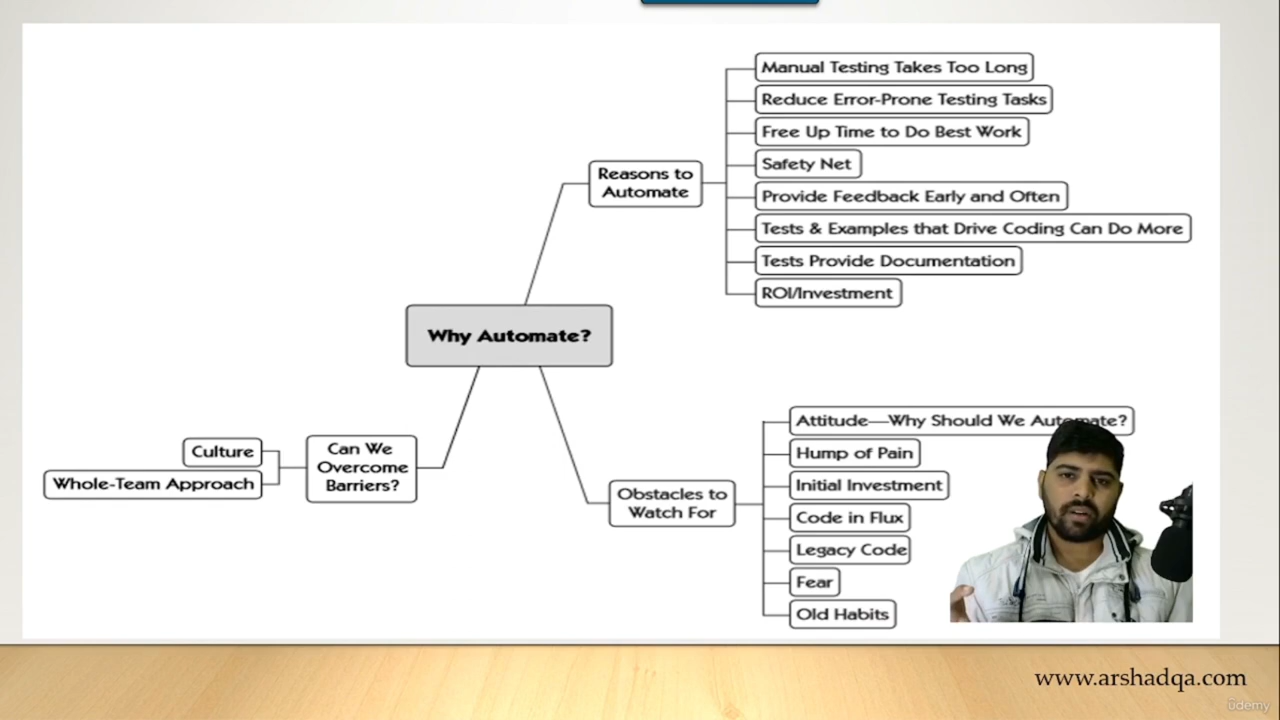 Manual Testing Takes Too Long
Reduce Error-Prone Testing Tasks
Free Up Time to Do Best Work
Reasons to
Automate
Safety Net
Provide Feedback Early and Often
Tests & Examples that Drive Coding Can Do More
Tests Provide Documentation
ROI/Investment
Why Automate?
Culture
Whole-Team Approach
Can We
Overcome
Barriers?
Obstacles to
Watch For
Attitude—Why Should We Automate?
Hump of Pain
Initial Investment
Code in Flux
Legacy Code
Fear
Old Habits
www.arshadqa.com
ûdemy